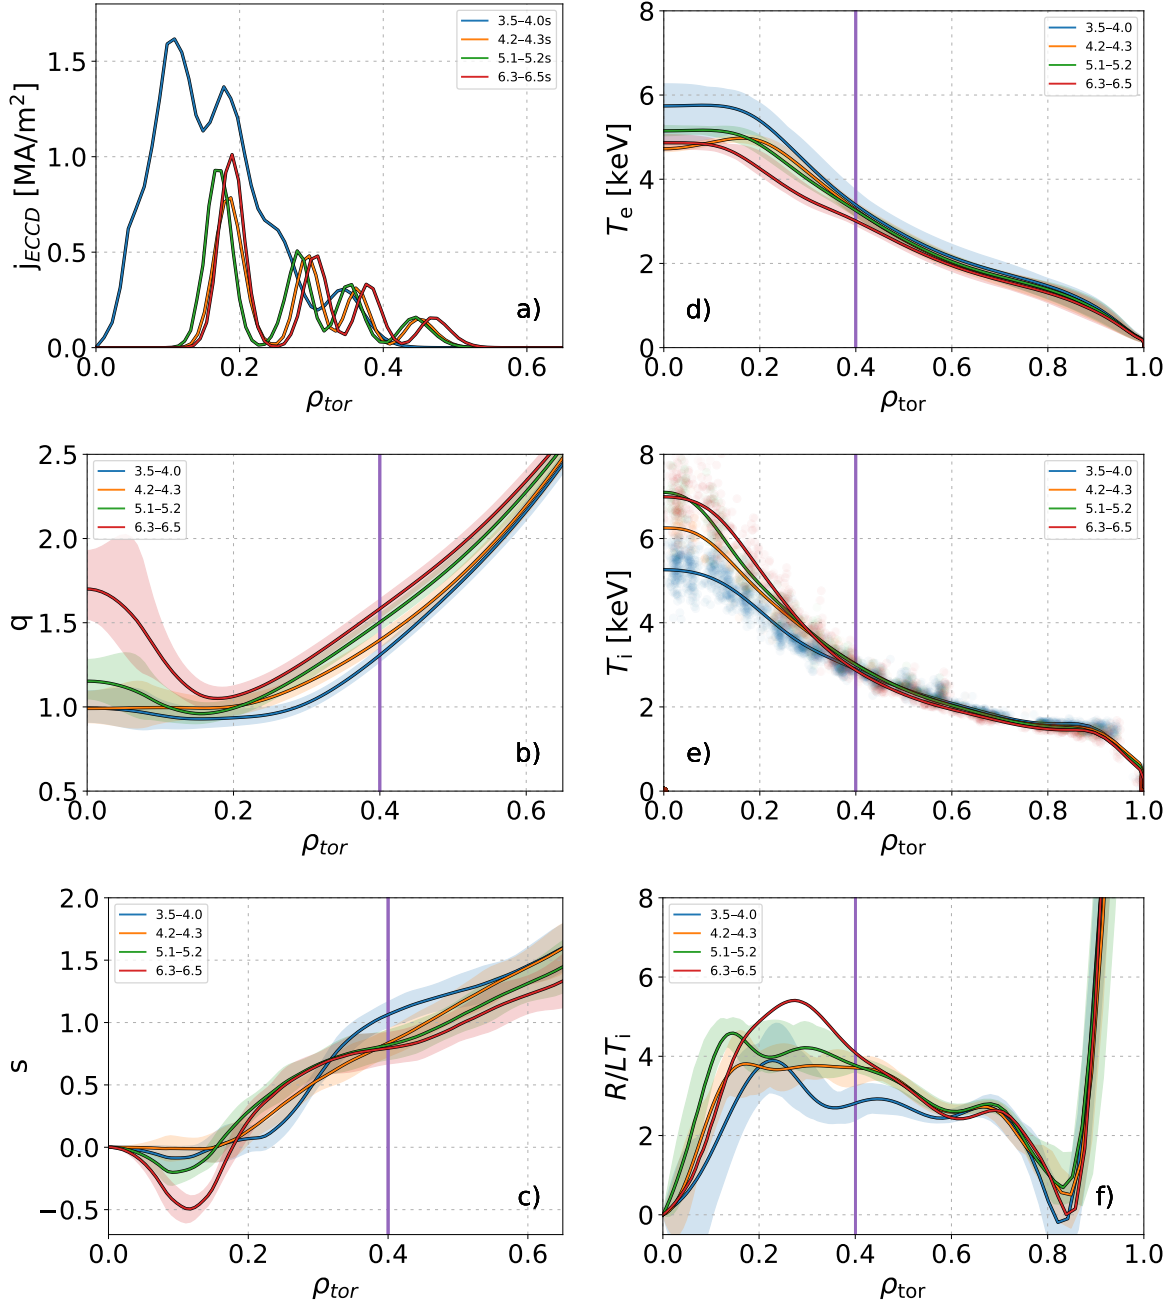 j_ECCD [MA/m²]
1.5
1.0
0.5
0.0
3.5–4.0s
4.2–4.3s
5.1–5.2s
6.3–6.5s
a)
0.0 0.2 0.4 0.6
ρ_tor
T_e [keV]
8
6
4
2
0
3.5–4.0
4.2–4.3
5.1–5.2
6.3–6.5
d)
0.0 0.2 0.4 0.6 0.8 1.0
ρ_tor
q
2.5
2.0
1.5
1.0
0.5
3.5–4.0
4.2–4.3
5.1–5.2
6.3–6.5
b)
0.0 0.2 0.4 0.6
ρ_tor
T_i [keV]
8
6
4
2
0
3.5–4.0
4.2–4.3
5.1–5.2
6.3–6.5
e)
0.0 0.2 0.4 0.6 0.8 1.0
ρ_tor
s
2.0
1.5
1.0
0.5
0.0
−0.5
3.5–4.0
4.2–4.3
5.1–5.2
6.3–6.5
c)
0.0 0.2 0.4 0.6
ρ_tor
R/LT_i
8
6
4
2
0
3.5–4.0
4.2–4.3
5.1–5.2
6.3–6.5
f)
0.0 0.2 0.4 0.6 0.8 1.0
ρ_tor